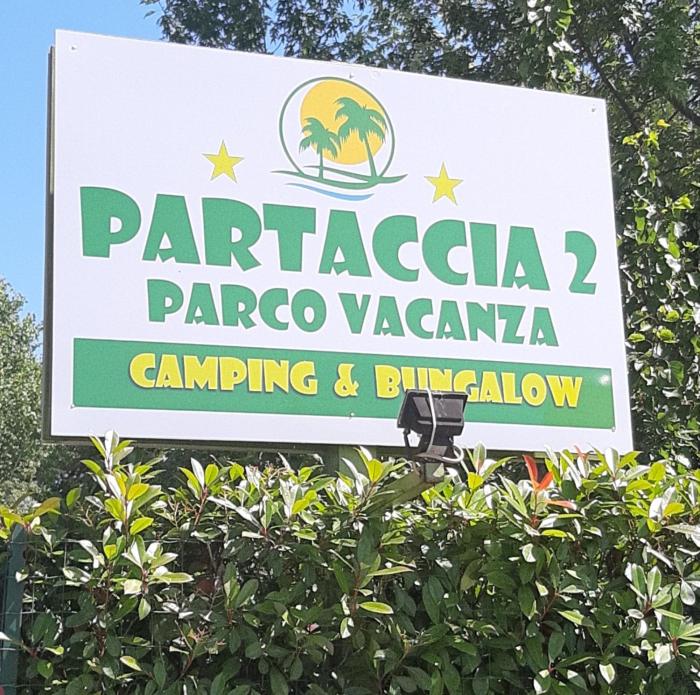 PARTACCIA 2
PARCO VACANZA
CAMPING & BUNGALOW